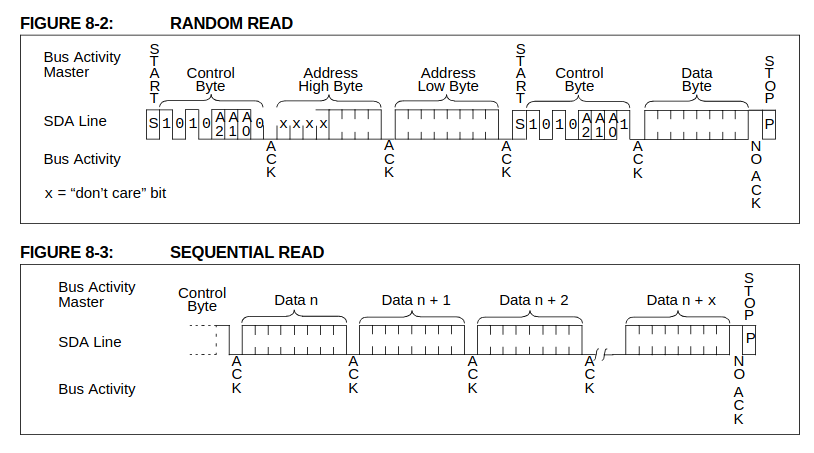 FIGURE 8-2: RANDOM READ
Bus Activity
Master
START
Control
Byte
Address
High Byte
Address
Low Byte
START
Control
Byte
Data
Byte
STOP
SDA Line
S 1 0 1 0 A2 A1 A0 0
x x x x
S 1 0 1 0 A2 A1 A0 1
P
Bus Activity
ACK
ACK
ACK
ACK
NO ACK
x = “don’t care” bit
FIGURE 8-3: SEQUENTIAL READ
Bus Activity
Master
Control
Byte
Data n
Data n + 1
Data n + 2
Data n + x
STOP
SDA Line
P
Bus Activity
ACK
ACK
ACK
ACK
NO ACK